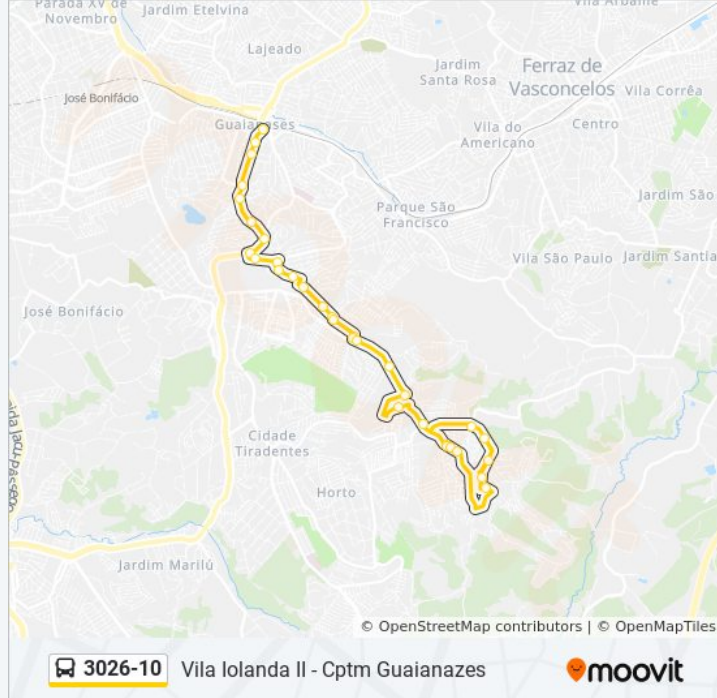 Parada XV de
Novembro
Jardim Etelvina
Vila Arbame
Lajeado
Jardim
Santa Rosa
Ferraz de
Vasconcelos
Vila Corrêa
José Bonifácio
Guaianases
Vila do
Americano
Centro
Parque São
Francisco
Jardim São
Vila São Paulo
Jardim Santia
José Bonifácio
Cidade
Tiradentes
Horto
Jardim Marilú
© OpenStreetMap contributors | © OpenMapTiles
3026-10
Vila Iolanda II - Cptm Guaianazes
moovit